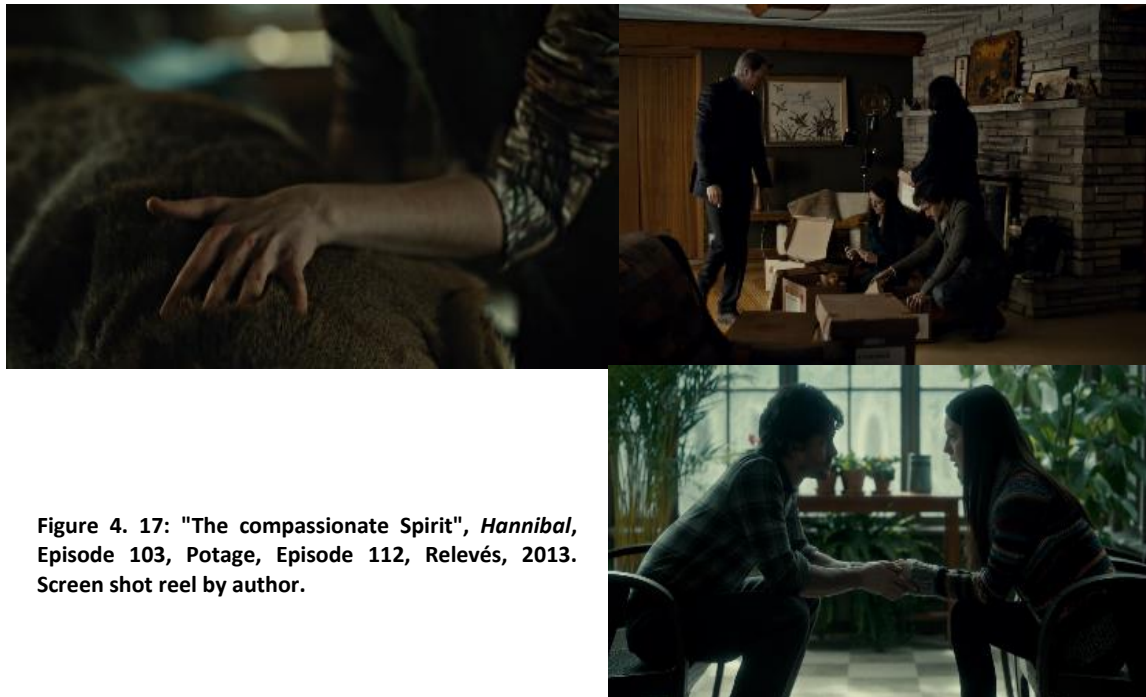 Figure 4. 17: "The compassionate Spirit", Hannibal,
Episode 103, Potage, Episode 112, Relevés, 2013.
Screen shot reel by author.